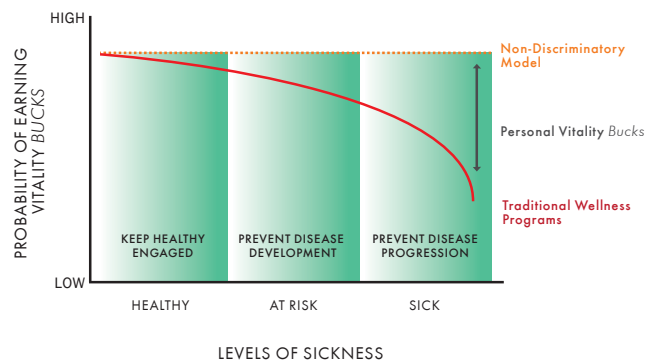 HIGH
PROBABILITY OF EARNING
VITALITY BUCKS
LOW
Non-Discriminatory
Model
Personal Vitality Bucks
Traditional Wellness
Programs
KEEP HEALTHY
ENGAGED
PREVENT DISEASE
DEVELOPMENT
PREVENT DISEASE
PROGRESSION
HEALTHY
AT RISK
SICK
LEVELS OF SICKNESS